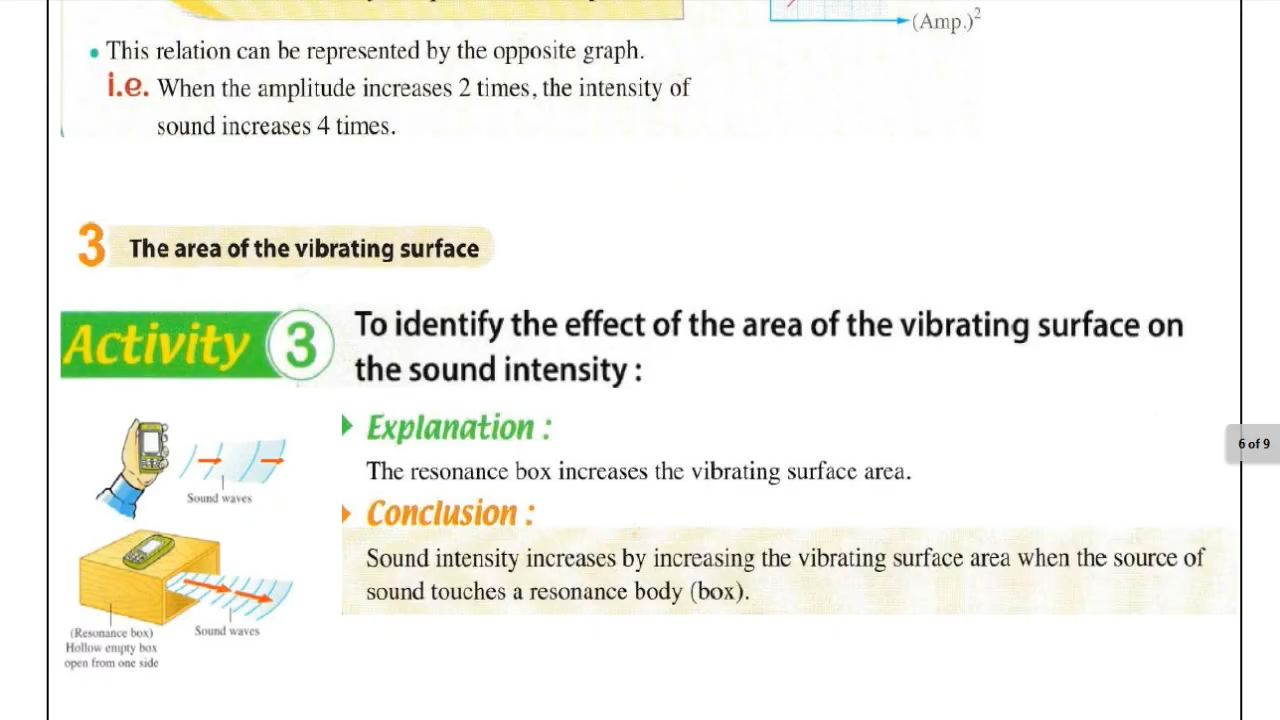 (Amp.)²
• This relation can be represented by the opposite graph.
i.e. When the amplitude increases 2 times, the intensity of
sound increases 4 times.
3 The area of the vibrating surface
Activity 3
To identify the effect of the area of the vibrating surface on
the sound intensity :
Explanation :
The resonance box increases the vibrating surface area.
Conclusion :
Sound intensity increases by increasing the vibrating surface area when the source of
sound touches a resonance body (box).
Sound waves
Sound waves
(Resonance box)
Hollow empty box
open from one side
6 of 9